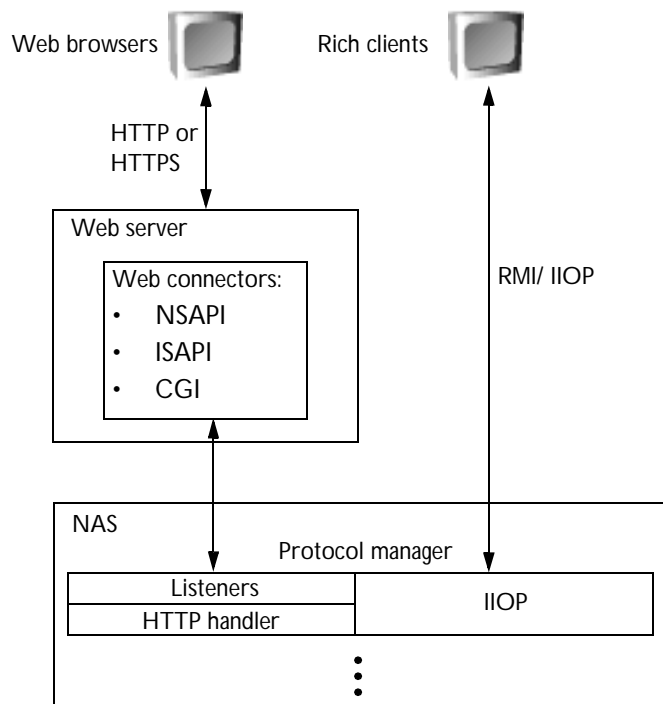 Web browsers
Rich clients
HTTP or
HTTPS
Web server
Web connectors:
• NSAPI
• ISAPI
• CGI
RMI/ IIOP
NAS
Protocol manager
Listeners
HTTP handler
IIOP